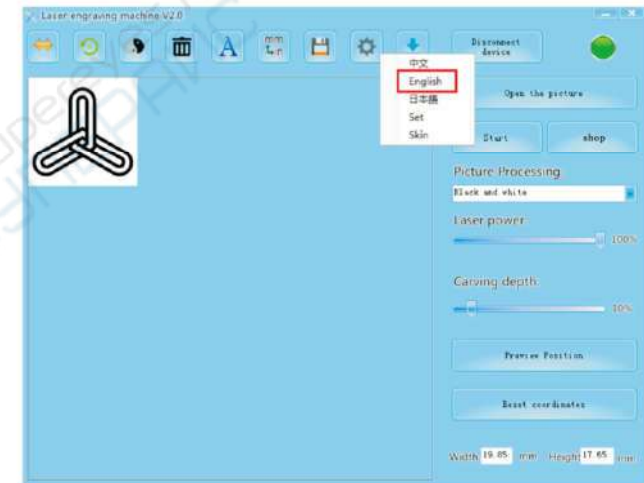 Laser engraving machine V2.0
A
mm
in
Disconnect
device
中文
English
日本語
Set
Skin
Open the picture
Start
shop
Picture Processing
Black and white
Laser power
100%
Carving depth
10%
Preview Position
Reset coordinates
Width 19.85 mm Height 17.65 mm